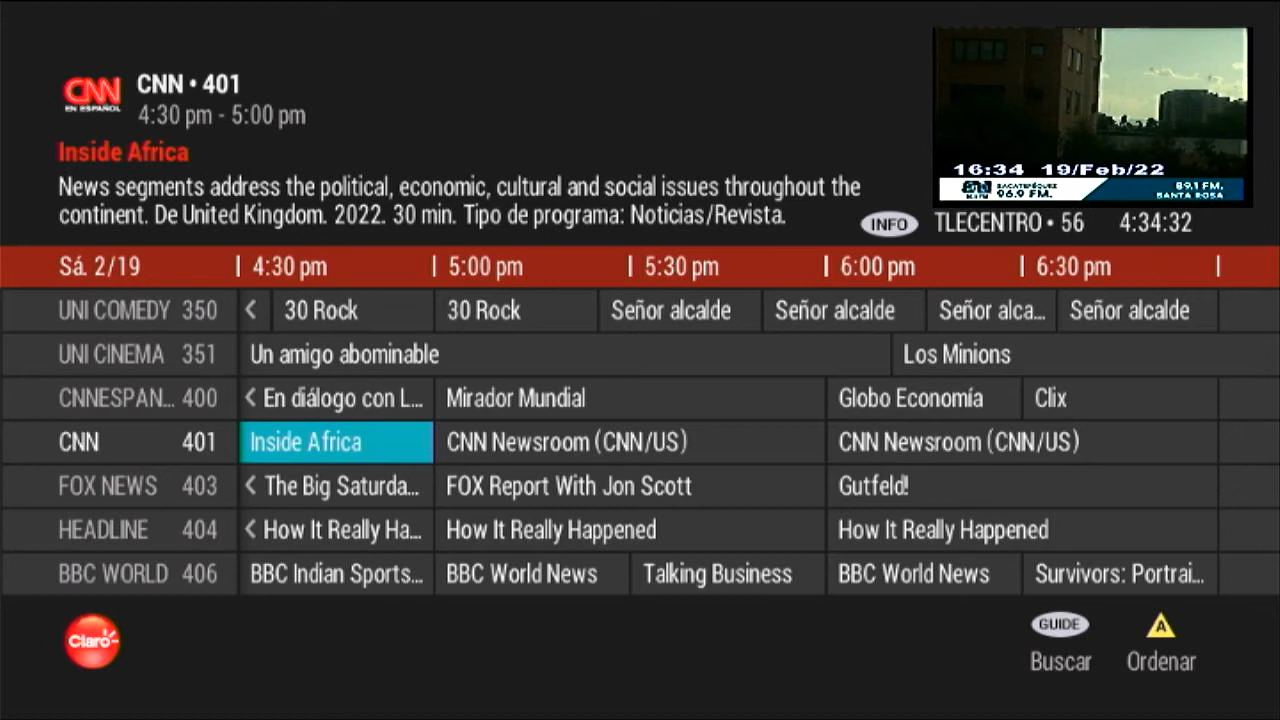 CNN
EN ESPAÑOL
CNN • 401
4:30 pm - 5:00 pm
Inside Africa
News segments address the political, economic, cultural and social issues throughout the
continent. De United Kingdom. 2022. 30 min. Tipo de programa: Noticias/Revista.
16:34 19/Feb/22
SACATEPÉQUEZ
96.9 FM.
89.1 FM.
SANTA ROSA
INFO TLECENTRO • 56 4:34:32
Sá. 2/19 4:30 pm 5:00 pm 5:30 pm 6:00 pm 6:30 pm
UNI COMEDY 350 < 30 Rock 30 Rock Señor alcalde Señor alcalde Señor alca... Señor alcalde
UNI CINEMA 351 Un amigo abominable Los Minions
CNNESPAN... 400 < En diálogo con L... Mirador Mundial Globo Economía Clix
CNN 401 Inside Africa CNN Newsroom (CNN/US) CNN Newsroom (CNN/US)
FOX NEWS 403 < The Big Saturda... FOX Report With Jon Scott Gutfeld!
HEADLINE 404 < How It Really Ha... How It Really Happened How It Really Happened
BBC WORLD 406 BBC Indian Sports... BBC World News Talking Business BBC World News Survivors: Portrai...
Claro
GUIDE A
Buscar Ordenar